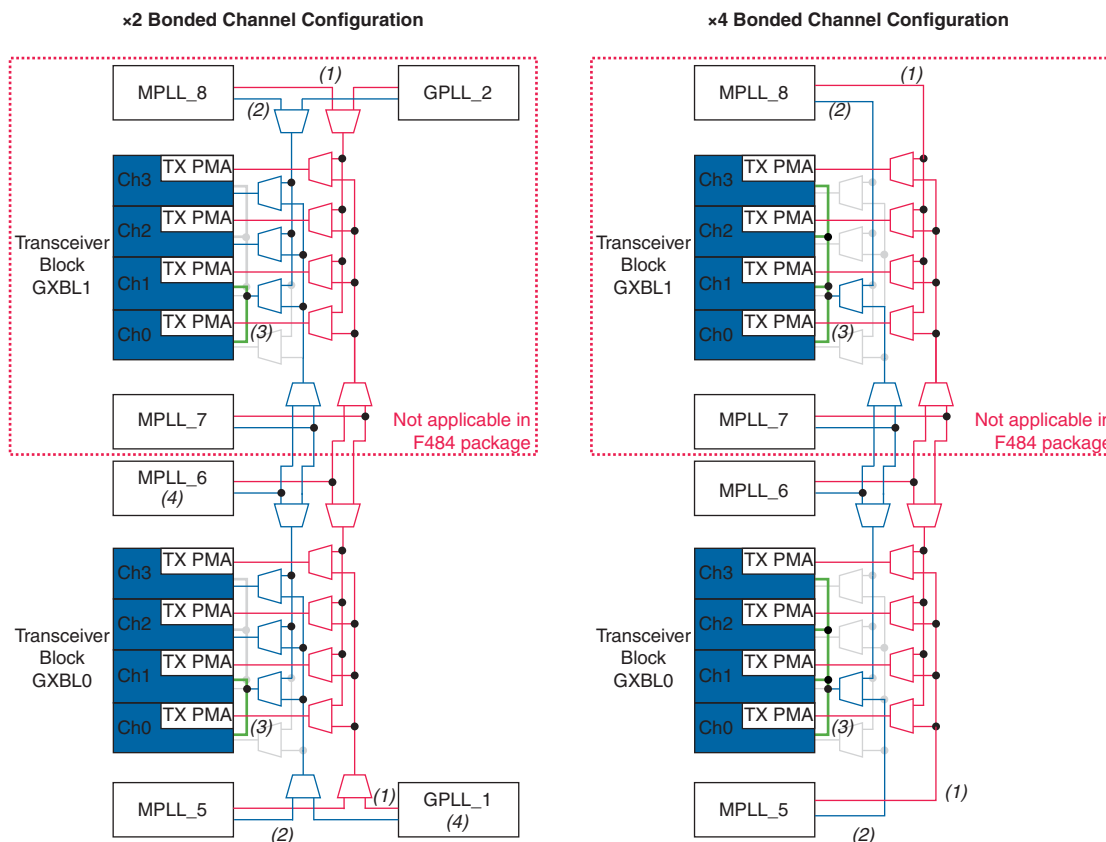 ×2 Bonded Channel Configuration
MPLL_8
(1)
(2)
GPLL_2
Transceiver
Block
GXBL1
Ch3
TX PMA
Ch2
TX PMA
Ch1
TX PMA
Ch0
TX PMA
(3)
MPLL_7
Not applicable in
F484 package
MPLL_6
(4)
Transceiver
Block
GXBL0
Ch3
TX PMA
Ch2
TX PMA
Ch1
TX PMA
Ch0
TX PMA
(3)
MPLL_5
(2)
(1)
GPLL_1
(4)
×4 Bonded Channel Configuration
MPLL_8
(1)
(2)
Transceiver
Block
GXBL1
Ch3
TX PMA
Ch2
TX PMA
Ch1
TX PMA
Ch0
TX PMA
(3)
MPLL_7
Not applicable in
F484 package
MPLL_6
Transceiver
Block
GXBL0
Ch3
TX PMA
Ch2
TX PMA
Ch1
TX PMA
Ch0
TX PMA
(3)
MPLL_5
(1)
(2)